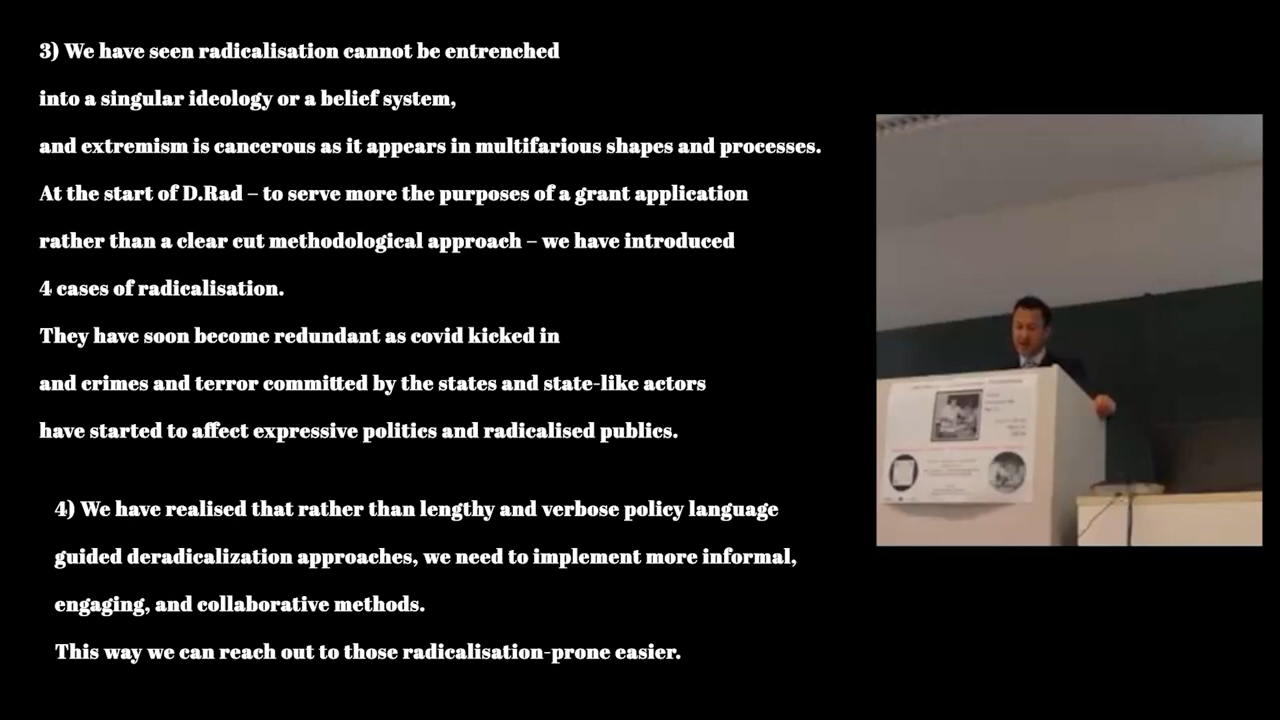 3) We have seen radicalisation cannot be entrenched
into a singular ideology or a belief system,
and extremism is cancerous as it appears in multifarious shapes and processes.
At the start of D.Rad – to serve more the purposes of a grant application
rather than a clear cut methodological approach – we have introduced
4 cases of radicalisation.
They have soon become redundant as covid kicked in
and crimes and terror committed by the states and state-like actors
have started to affect expressive politics and radicalised publics.
4) We have realised that rather than lengthy and verbose policy language
guided deradicalization approaches, we need to implement more informal,
engaging, and collaborative methods.
This way we can reach out to those radicalisation-prone easier.